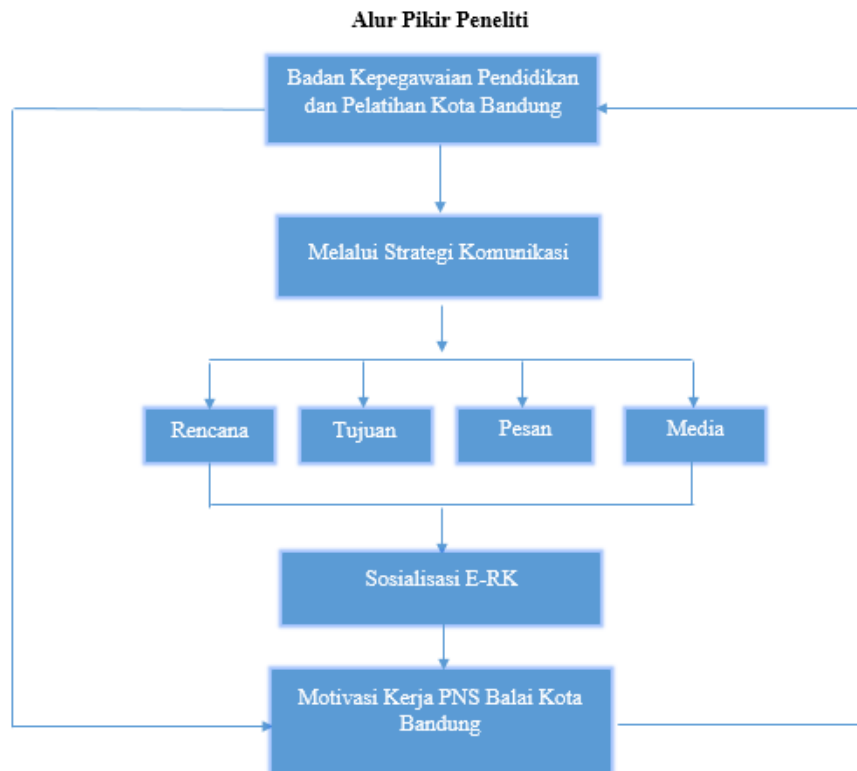 Alur Pikir Peneliti
Badan Kepegawaian Pendidikan
dan Pelatihan Kota Bandung
Melalui Strategi Komunikasi
Rencana
Tujuan
Pesan
Media
Sosialisasi E-RK
Motivasi Kerja PNS Balai Kota
Bandung